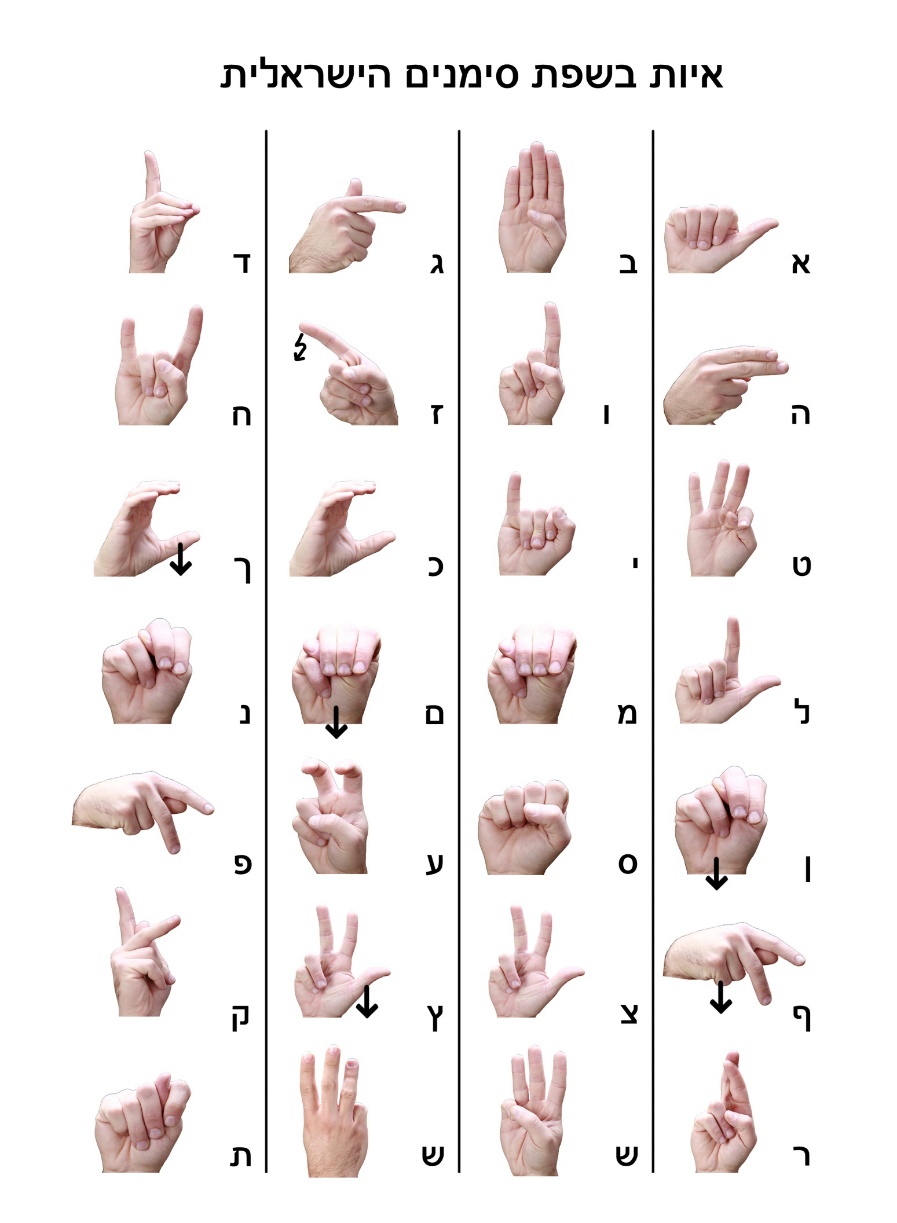 איות בשפת סימנים הישראלית
א
ב
ג
ד
ה
ו
ז
ח
ט
י
כ
ך
ל
מ
ם
נ
ן
ס
ע
פ
ף
צ
ץ
ק
ר
ש
ש
ת